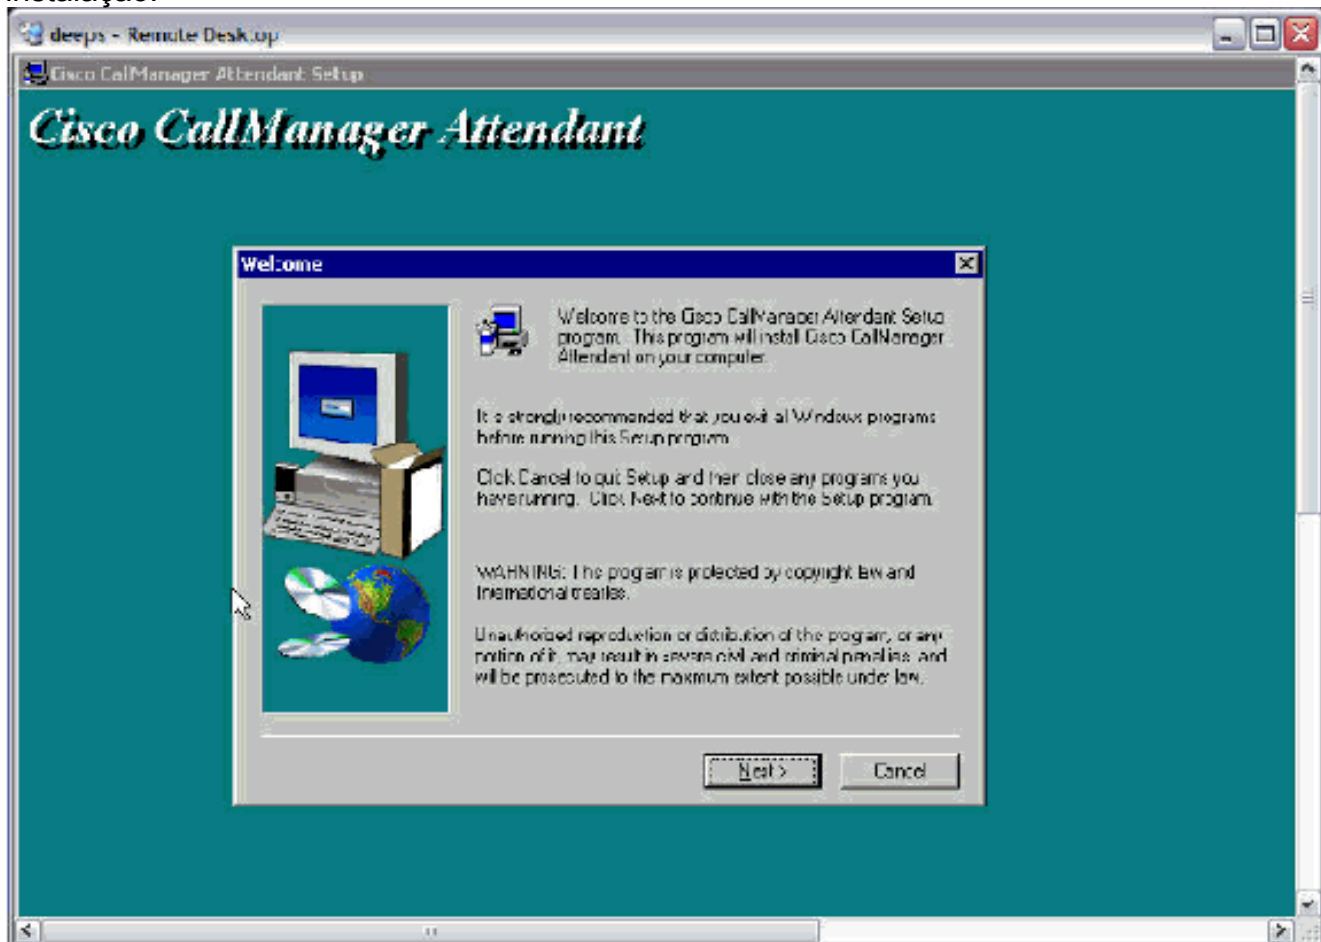 instalação.
deeps - Remote Desktop
Cisco CallManager Attendant Setup
Cisco CallManager Attendant
Welcome
Welcome to the Cisco CallManager Attendant Setup
program. This program will install Cisco CallManager
Attendant on your computer.
It is strongly recommended that you exit all Windows programs
before running this Setup program.
Click Cancel to quit Setup and then close any programs you
have running. Click Next to continue with the Setup program.
WARNING: This program is protected by copyright law and
international treaties.
Unauthorized reproduction or distribution of this program, or any
portion of it, may result in severe civil and criminal penalties, and
will be prosecuted to the maximum extent possible under law.
Next >
Cancel